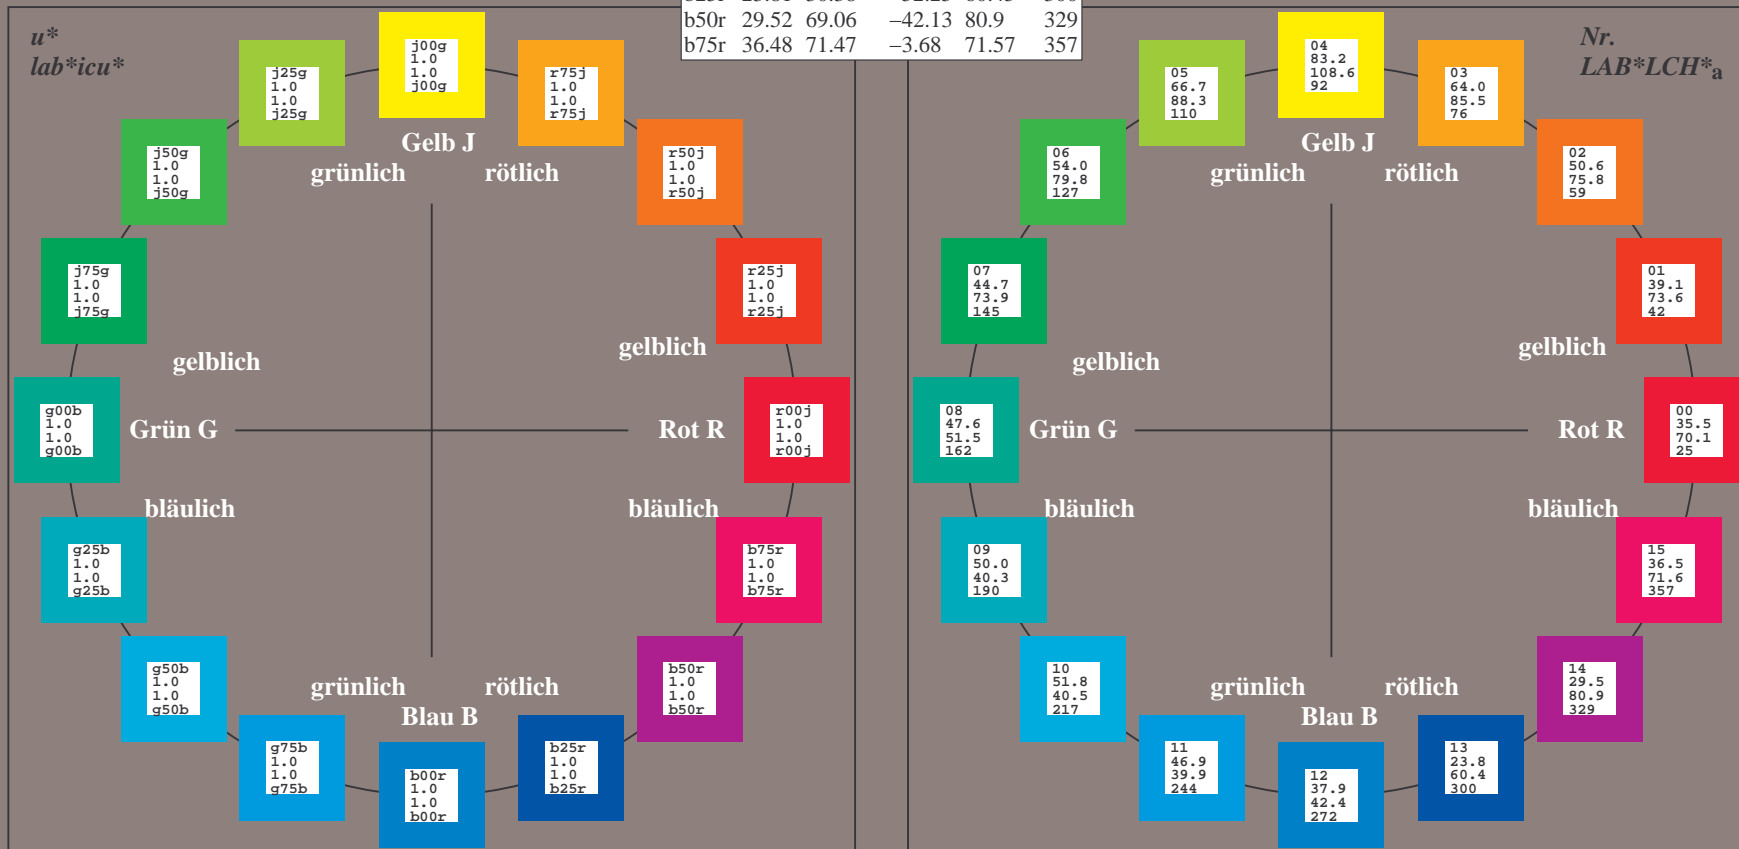 b50r 29.52 69.06 −42.13 80.9 329
b75r 36.48 71.47 −3.68 71.57 357
u*
lab*icu*
j00g
1.0
1.0
j00g
j25g
1.0
1.0
j25g
r75j
1.0
1.0
r75j
Gelb J
grünlich rötlich
j50g
1.0
1.0
j50g
r50j
1.0
1.0
r50j
j75g
1.0
1.0
j75g
r25j
1.0
1.0
r25j
gelblich gelblich
g00b
1.0
1.0
g00b
Grün G Rot R
r00j
1.0
1.0
r00j
bläulich bläulich
g25b
1.0
1.0
g25b
b75r
1.0
1.0
b75r
g50b
1.0
1.0
g50b
b50r
1.0
1.0
b50r
grünlich rötlich
Blau B
g75b
1.0
1.0
g75b
b00r
1.0
1.0
b00r
b25r
1.0
1.0
b25r
Nr.
LAB*LCH*a
04
83.2
108.6
92
05
66.7
88.3
110
03
64.0
85.5
76
Gelb J
grünlich rötlich
06
54.0
79.8
127
02
50.6
75.8
59
07
44.7
73.9
145
01
39.1
73.6
42
gelblich gelblich
08
47.6
51.5
162
Grün G Rot R
00
35.5
70.1
25
bläulich bläulich
09
50.0
40.3
190
15
36.5
71.6
357
10
51.8
40.5
217
14
29.5
80.9
329
grünlich rötlich
Blau B
11
46.9
39.9
244
12
37.9
42.4
272
13
23.8
60.4
300